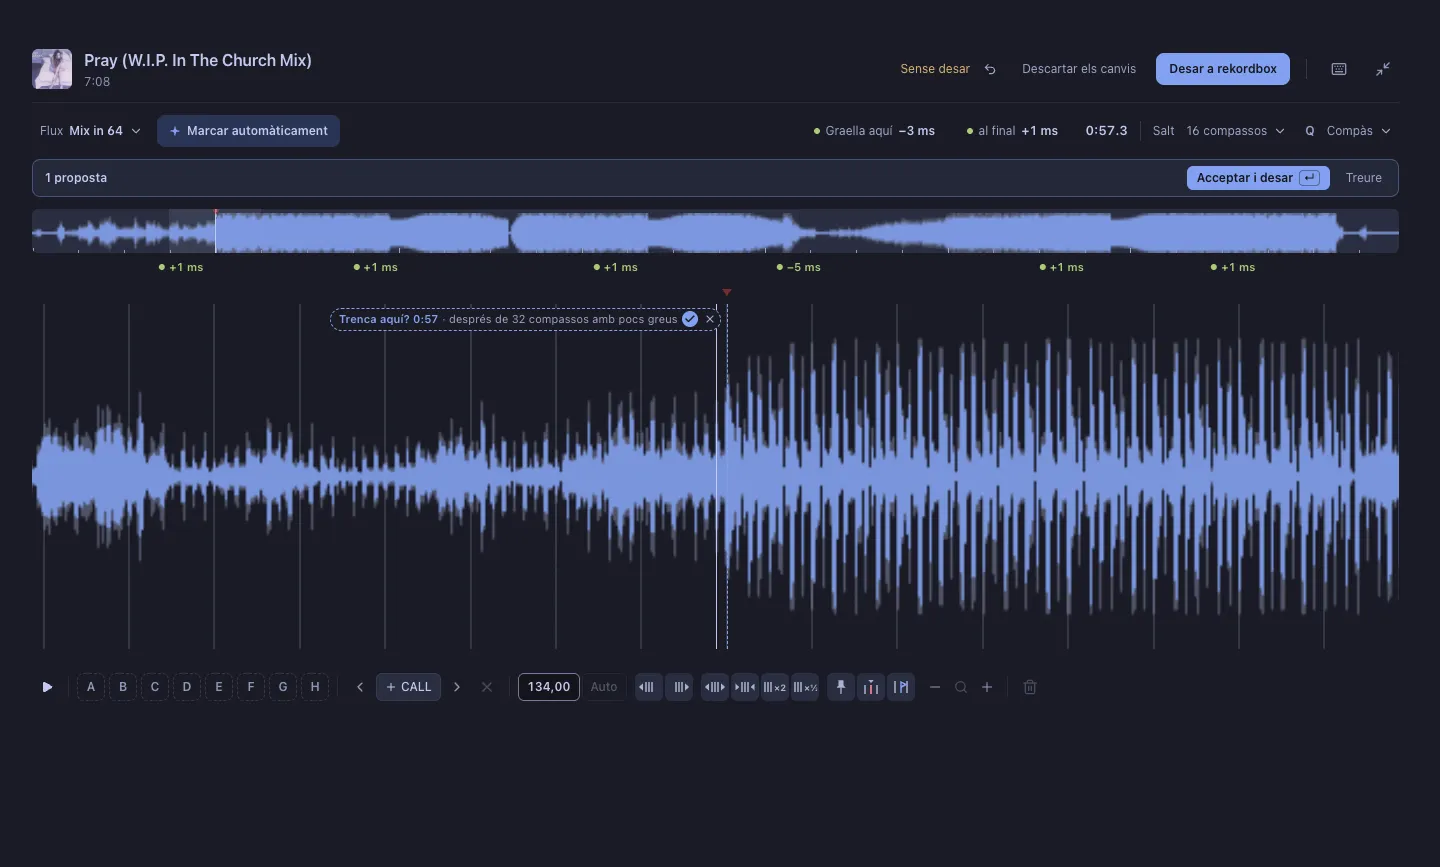 Pray (W.I.P. In The Church Mix)
7:08
Sense desar
Descartar els canvis
Desar a rekordbox
Flux Mix in 64
Marcar automàticament
Graella aquí −3 ms
al final +1 ms
0:57.3
Salt 16 compassos
Q Compàs
1 proposta
Acceptar i desar
Treure
+1 ms
+1 ms
+1 ms
−5 ms
+1 ms
+1 ms
Trenca aquí? 0:57 · després de 32 compassos amb pocs greus
A B C D E F G H
+ CALL
134,00
Auto
×2
×½